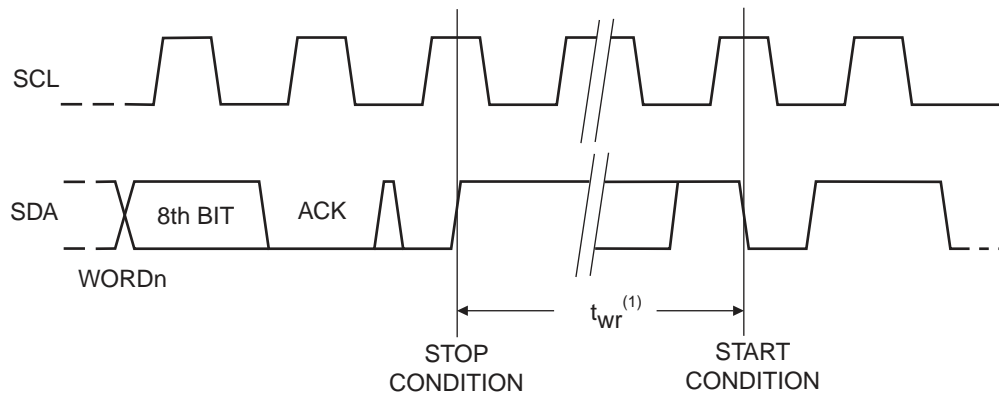 SCL
SDA
8th BIT
ACK
WORDn
twr(1)
STOP
CONDITION
START
CONDITION